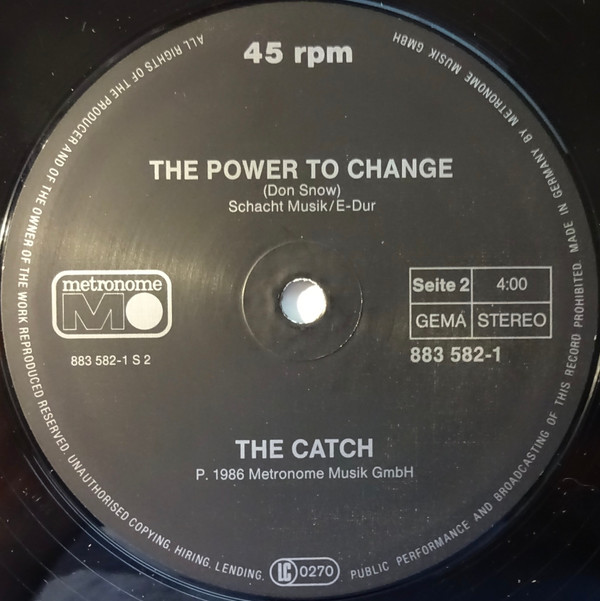 45 rpm
THE POWER TO CHANGE
(Don Snow)
Schacht Musik/E-Dur
metronome
MO
883 582-1 S 2
Seite 2 4:00
GEMA STEREO
883 582-1
THE CATCH
P. 1986 Metronome Musik GmbH
ALL RIGHTS OF THE PRODUCER AND OF THE OWNER OF THE WORK REPRODUCED RESERVED. UNAUTHORISED COPYING. HIRING. LENDING. LC 0270 PUBLIC PERFORMANCE AND BROADCASTING OF THIS RECORD PROHIBITED. MADE IN GERMANY BY METRONOME MUSIK GMBH